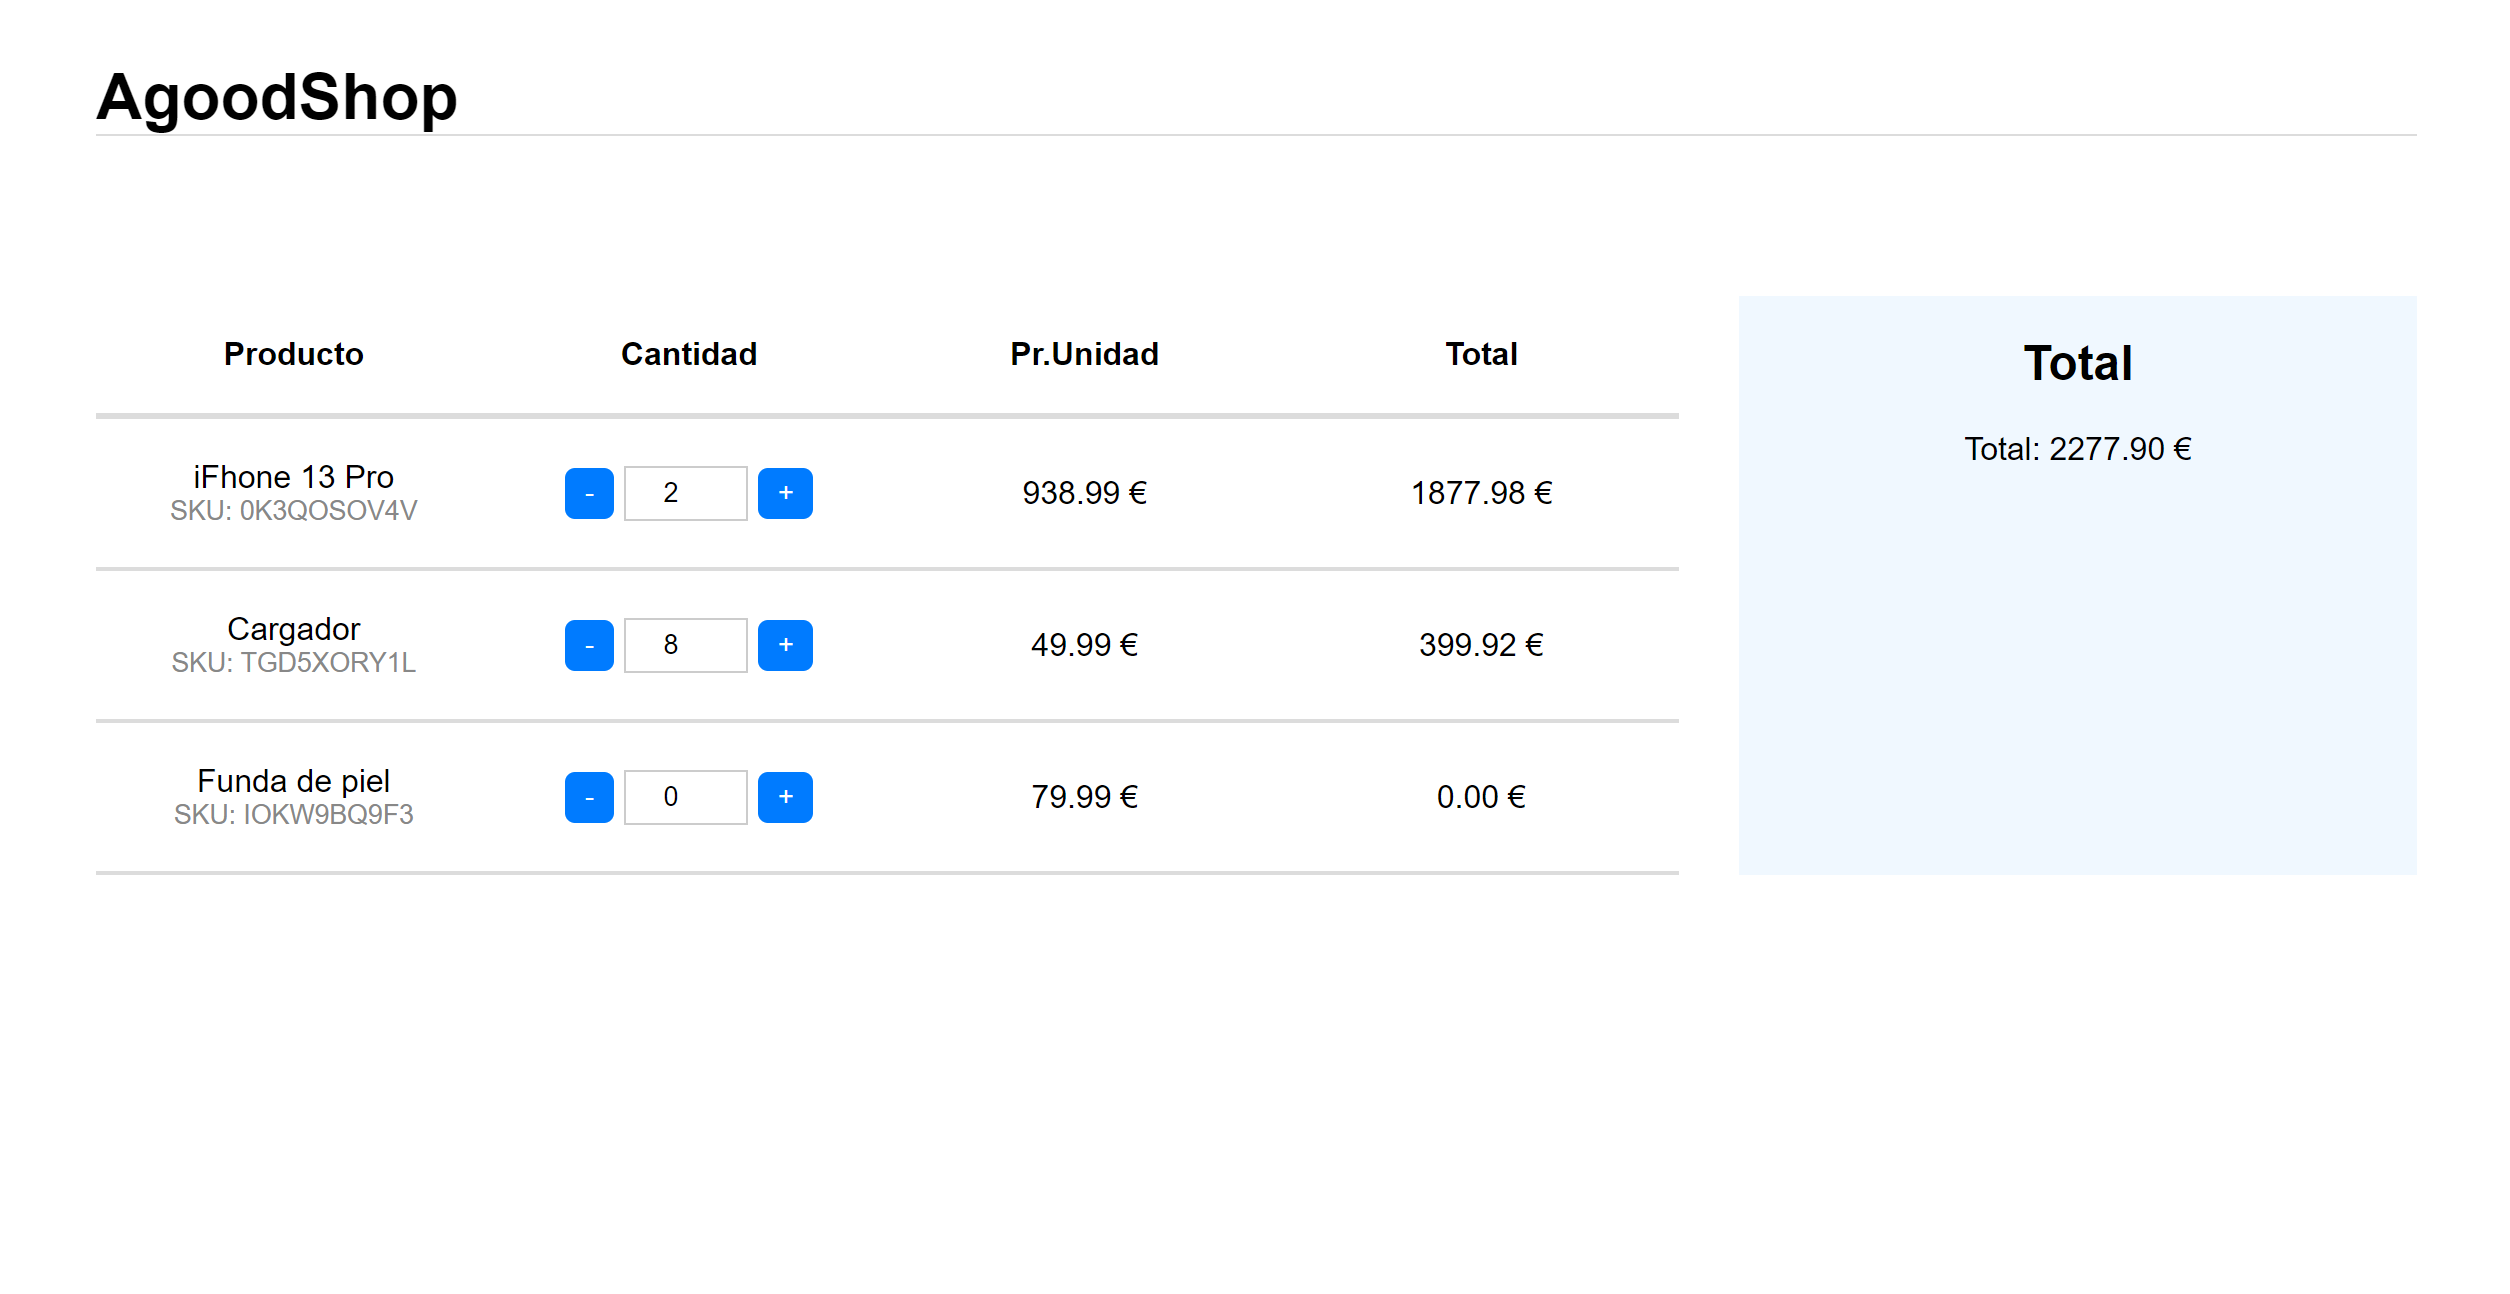 AgoodShop
Producto Cantidad Pr.Unidad Total
iFhone 13 Pro
SKU: 0K3QOSOV4V
- 2 + 938.99 € 1877.98 €
Cargador
SKU: TGD5XORY1L
- 8 + 49.99 € 399.92 €
Funda de piel
SKU: IOKW9BQ9F3
- 0 + 79.99 € 0.00 €
Total
Total: 2277.90 €